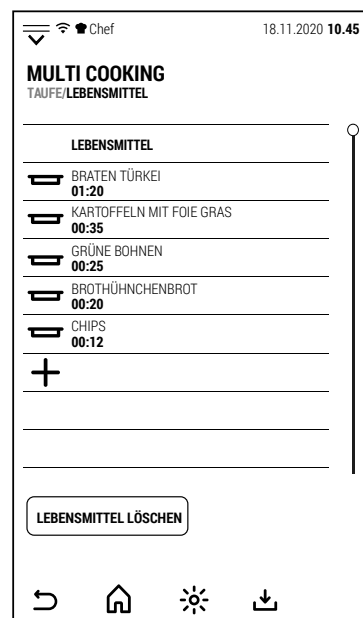 Chef 18.11.2020 10.45
MULTI COOKING
TAUFE/LEBENSMITTEL
LEBENSMITTEL
BRATEN TÜRKEI
01:20
KARTOFFELN MIT FOIE GRAS
00:35
GRÜNE BOHNEN
00:25
BROTHÜHNCHENBROT
00:20
CHIPS
00:12
LEBENSMITTEL LÖSCHEN